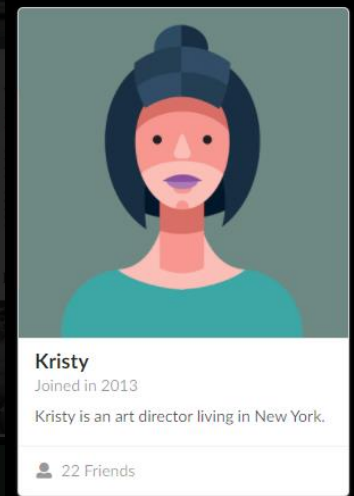 Kristy
Joined in 2013
Kristy is an art director living in New York.
22 Friends